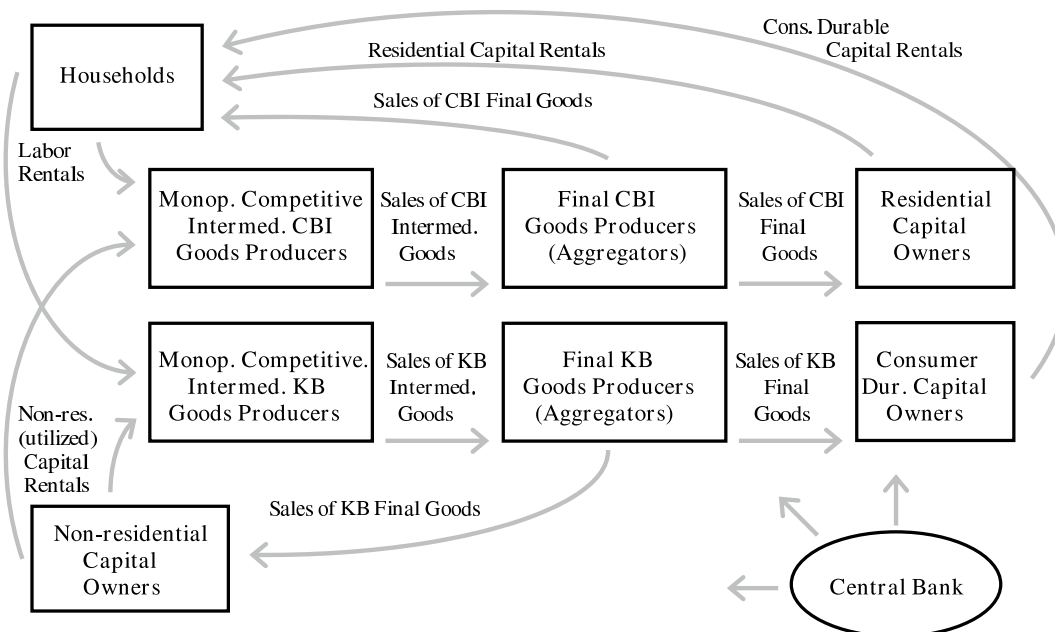 Cons. Durable
Capital Rentals
Residential Capital Rentals
Sales of CBI Final Goods
Households
Labor
Rentals
Monop. Competitive
Intermed. CBI
Goods Producers
Sales of CBI
Intermed.
Goods
Final CBI
Goods Producers
(Aggregators)
Sales of CBI
Final
Goods
Residential
Capital
Owners
Monop. Competitive.
Intermed. KB
Goods Producers
Sales of KB
Intermed.
Goods
Final KB
Goods Producers
(Aggregators)
Sales of KB
Final
Goods
Consumer
Dur. Capital
Owners
Non-res.
(utilized)
Capital
Rentals
Sales of KB Final Goods
Non-residential
Capital
Owners
Central Bank